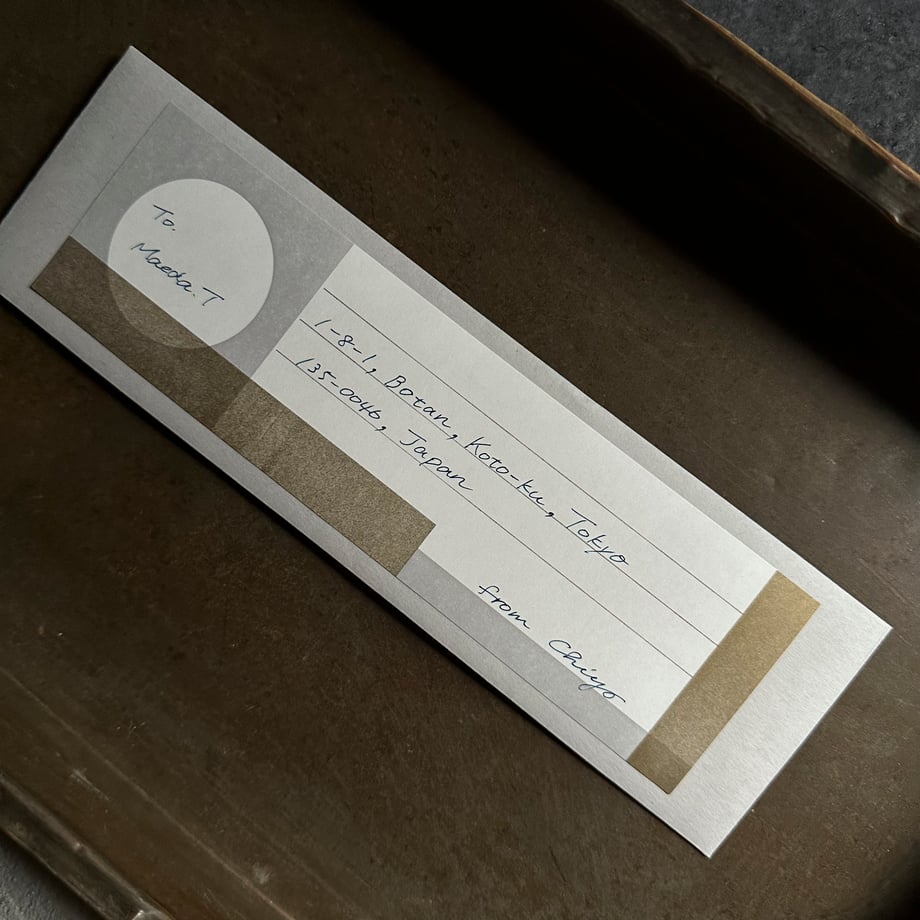 To.
Maeda.T
1-8-1, Botan, Koto-ku, Tokyo
135-0046, Japan
from Chiyo